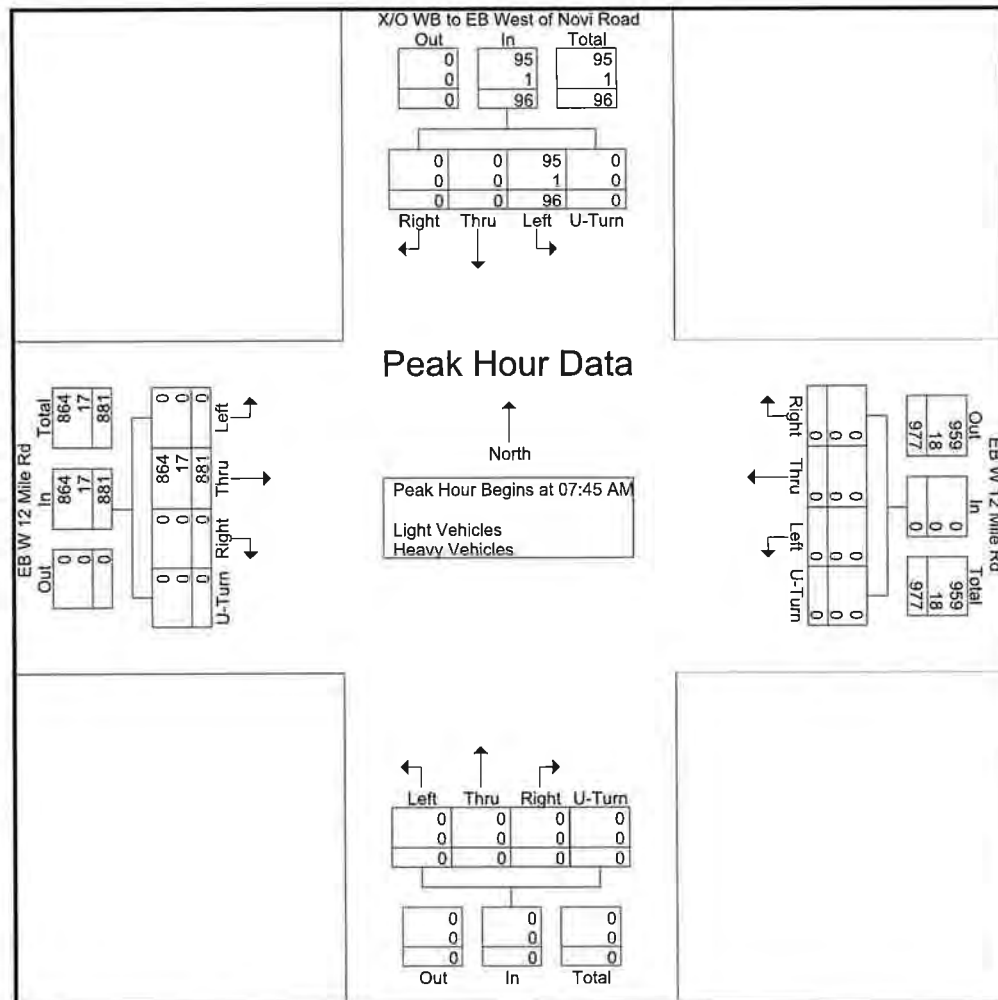 X/O WB to EB West of Novi Road
Out In Total
0 95 95
0 1 1
0 96 96
0 0 95 0
0 0 1 0
0 0 96 0
Right Thru Left U-Turn
Peak Hour Data
North
Peak Hour Begins at 07:45 AM
Light Vehicles
Heavy Vehicles
EB W 12 Mile Rd
Total In Out
864 864 0
17 17 0
881 881 0
0 864 0 0
0 17 0 0
0 881 0 0
Left Thru Right U-Turn
EB W 12 Mile Rd
Out In Total
959 0 959
18 0 18
977 0 977
0 0 0 0
0 0 0 0
0 0 0 0
Right Thru Left U-Turn
Left Thru Right U-Turn
0 0 0 0
0 0 0 0
0 0 0 0
0 0 0
0 0 0
0 0 0
Out In Total